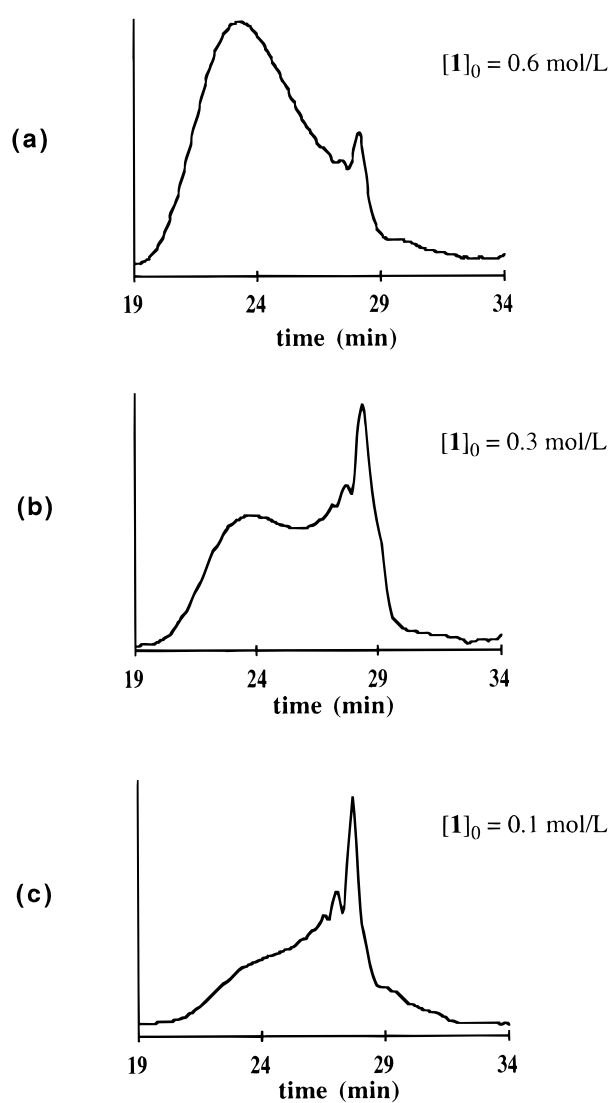 [1]₀ = 0.6 mol/L
(a)
19 24 29 34
time (min)
[1]₀ = 0.3 mol/L
(b)
19 24 29 34
time (min)
[1]₀ = 0.1 mol/L
(c)
19 24 29 34
time (min)